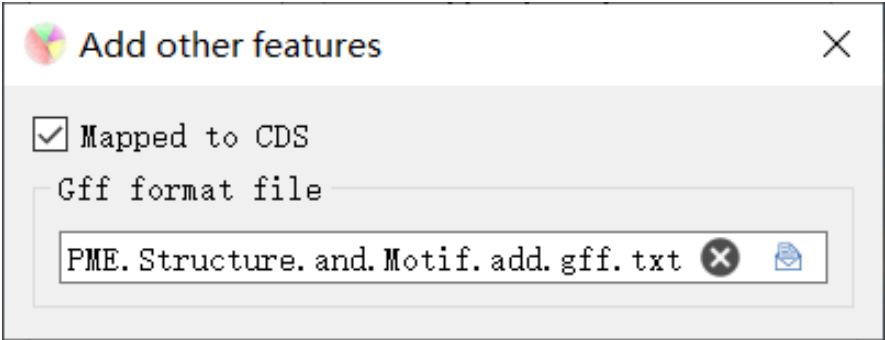 Add other features
Mapped to CDS
Gff format file
PME.Structure.and.Motif.add.gff.txt